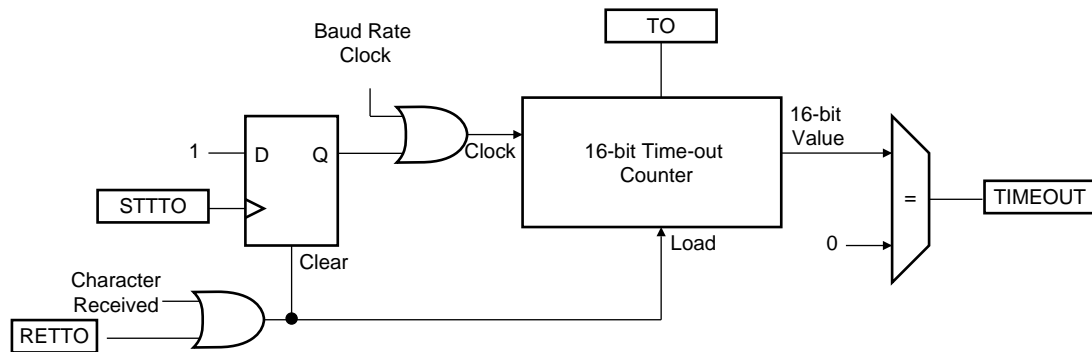 TO
Baud Rate
Clock
16-bit
Value
1
D
Q
Clock
16-bit Time-out
Counter
STTTO
=
TIMEOUT
Clear
Load
0
Character
Received
RETTO